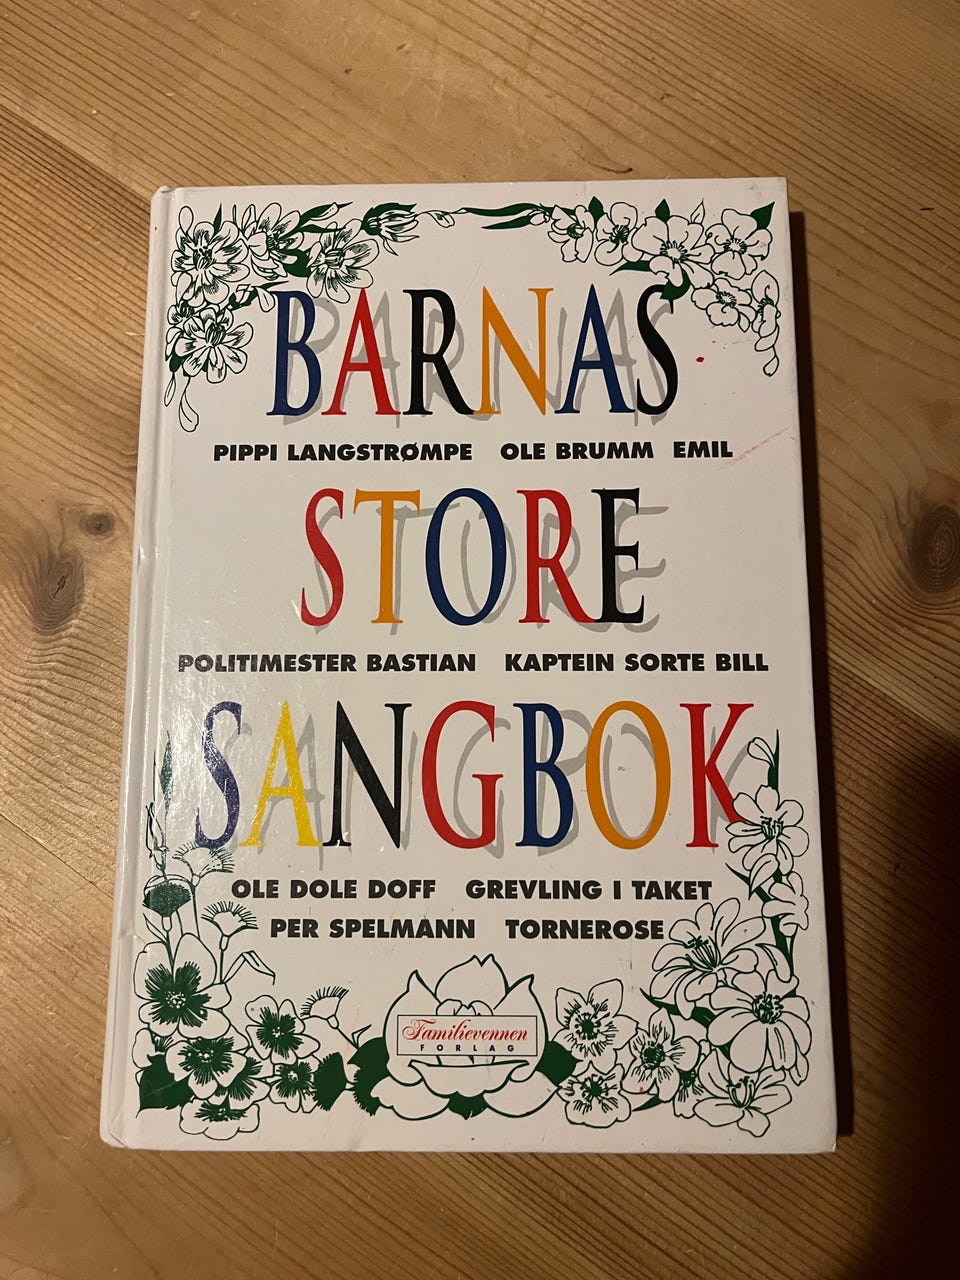 BARNAS
PIPPI LANGSTRØMPE OLE BRUMM EMIL
STORE
POLITIMESTER BASTIAN KAPTEIN SORTE BILL
SANGBOK
OLE DOLE DOFF GREVLING I TAKET
PER SPELMANN TORNEROSE
Familievennen
FORLAG